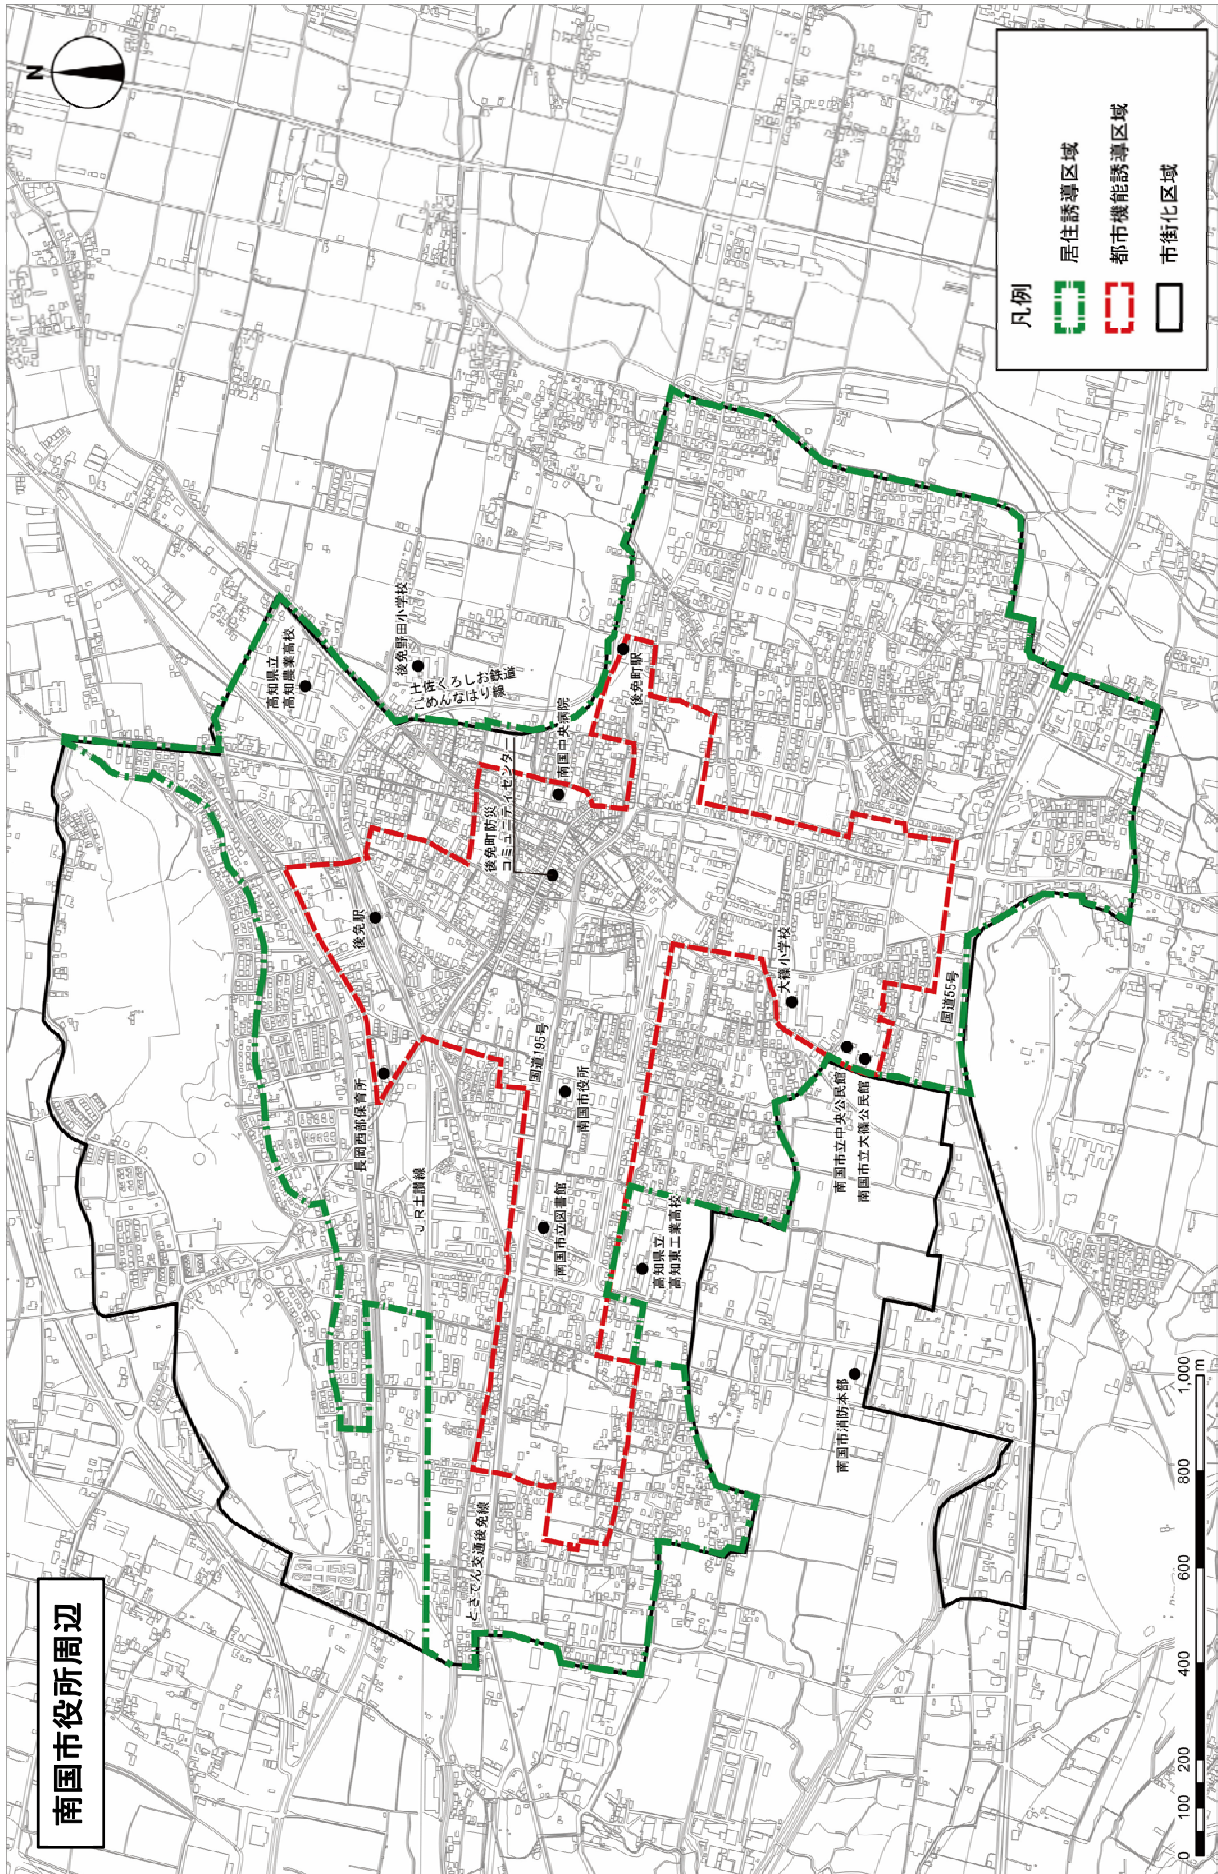 南国市役所周辺
N
凡例
居住誘導区域
都市機能誘導区域
市街化区域
高知県立
高知農業高校
後免野田小学校
土佐くろしお鉄道
ごめんなはり線
後免町駅
南国中央病院
後免町防災
コミュニティセンター
後免駅
長岡西部保育所
JR土讃線
国道195号
南国市役所
南国市立図書館
大篠小学校
国道55号
南国市立中央公民館
南国市立大篠公民館
高知県立
高知東工業高校
南国市消防本部
とさでん交通後免線
0 100 200 400 600 800 1,000
m